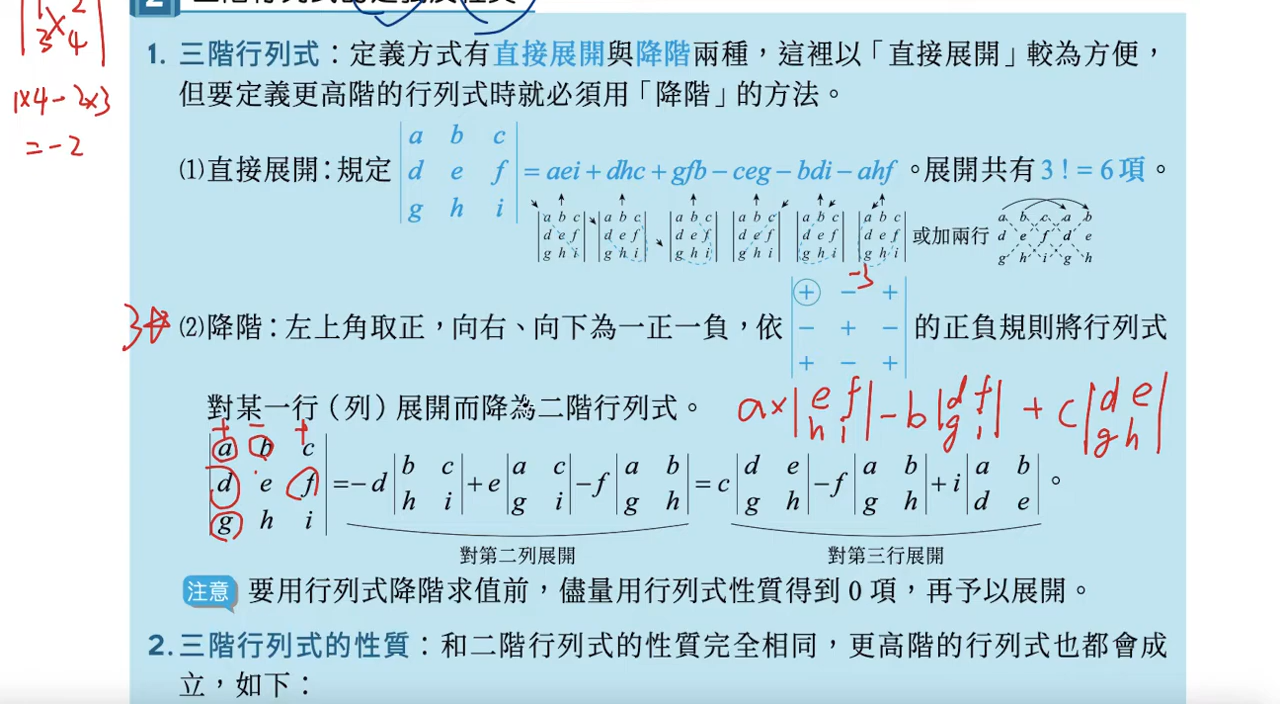 |1 2|
|3 4|
1×4-2×3
=-2
2
1. 三階行列式：定義方式有直接展開與降階兩種，這裡以「直接展開」較為方便，
但要定義更高階的行列式時就必須用「降階」的方法。
⑴直接展開：規定 |a b c| = aei + dhc + gfb − ceg − bdi − ahf。展開共有 3! = 6 項。
|d e f|
|g h i|
|a b c| |a b c| |a b c| |a b c| |a b c| |a b c| 或加兩行 a b c a b
|d e f| |d e f| |d e f| |d e f| |d e f| |d e f| d e f d e
|g h i| |g h i| |g h i| |g h i| |g h i| |g h i| g h i g h
-3
|+ − +|
3☆ ⑵降階：左上角取正，向右、向下為一正一負，依 |− + −| 的正負規則將行列式
|+ − +|
對某一行（列）展開而降為二階行列式。 a×|e f| − b|d f| + c|d e|
|h i| |g i| |g h|
+ − +
|a b c| |b c| |a c| |a b| |d e| |a b| |a b|
|d e f| = −d |h i| + e |g i| − f |g h| = c |g h| − f |g h| + i |d e|。
|g h i|
對第二列展開 對第三行展開
注意 要用行列式降階求值前，儘量用行列式性質得到 0 項，再予以展開。
2. 三階行列式的性質：和二階行列式的性質完全相同，更高階的行列式也都會成
立，如下：